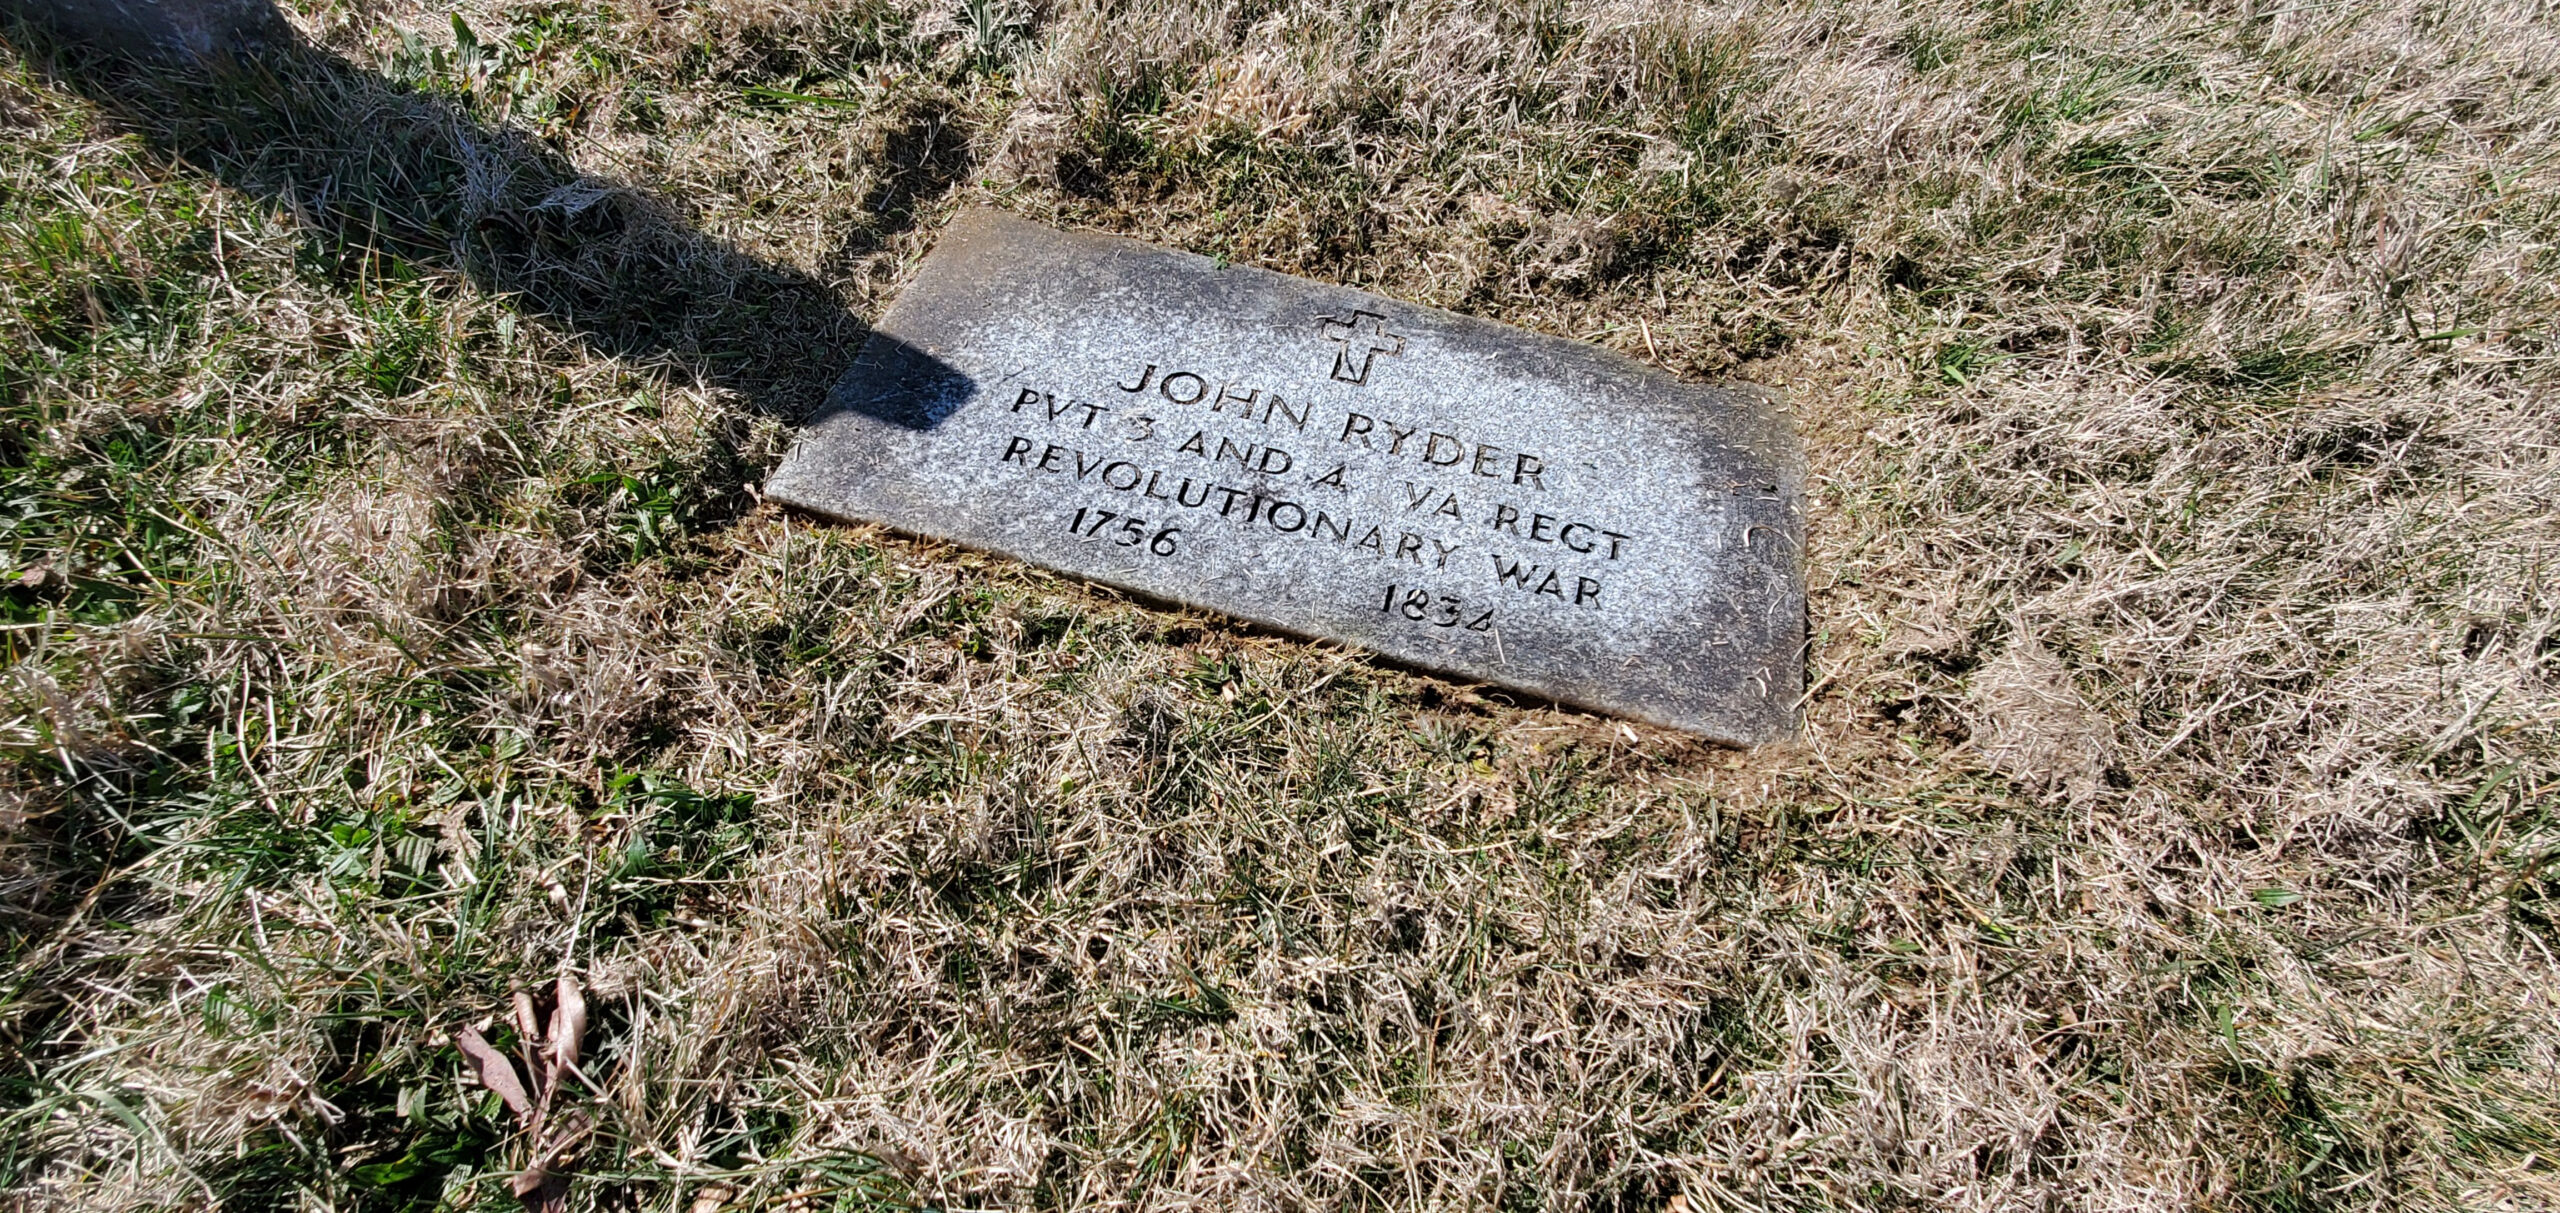 JOHN RYDER
PVT 3 AND 4 VA REGT
REVOLUTIONARY WAR
1756 1834